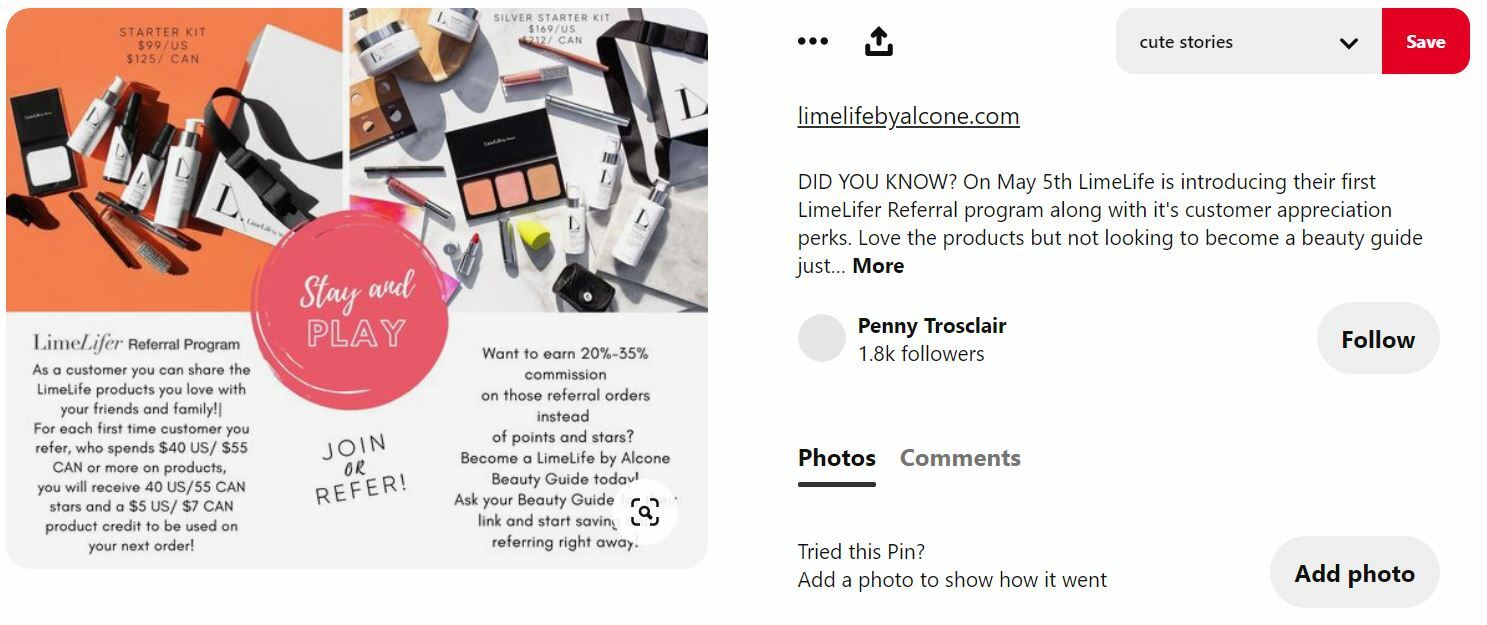 STARTER KIT
$99/US
$125/ CAN
SILVER STARTER KIT
$169/US
$212/ CAN
Stay and
PLAY
LimeLifer Referral Program
As a customer you can share the
LimeLife products you love with
your friends and family!|
For each first time customer you
refer, who spends $40 US/ $55
CAN or more on products,
you will receive 40 US/55 CAN
stars and a $5 US/ $7 CAN
product credit to be used on
your next order!
JOIN
OR
REFER!
Want to earn 20%-35%
commission
on those referral orders
instead
of points and stars?
Become a LimeLife by Alcone
Beauty Guide today!
Ask your Beauty Guide
link and start saving
referring right away!
cute stories
Save
limelifebyalcone.com
DID YOU KNOW? On May 5th LimeLife is introducing their first
LimeLifer Referral program along with it's customer appreciation
perks. Love the products but not looking to become a beauty guide
just... More
Penny Trosclair
1.8k followers
Follow
Photos Comments
Tried this Pin?
Add a photo to show how it went
Add photo